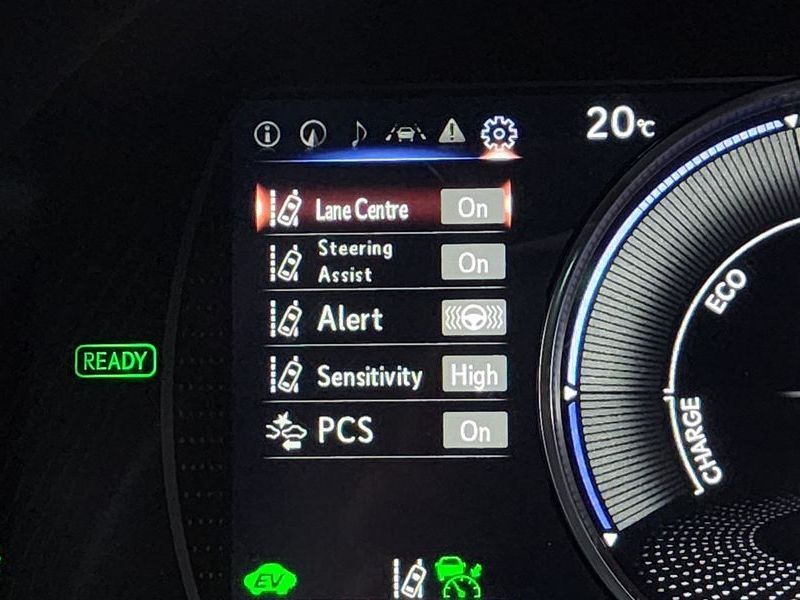 20°C
Lane Centre On
Steering
Assist On
Alert
Sensitivity High
PCS On
READY
ECO
CHARGE
EV